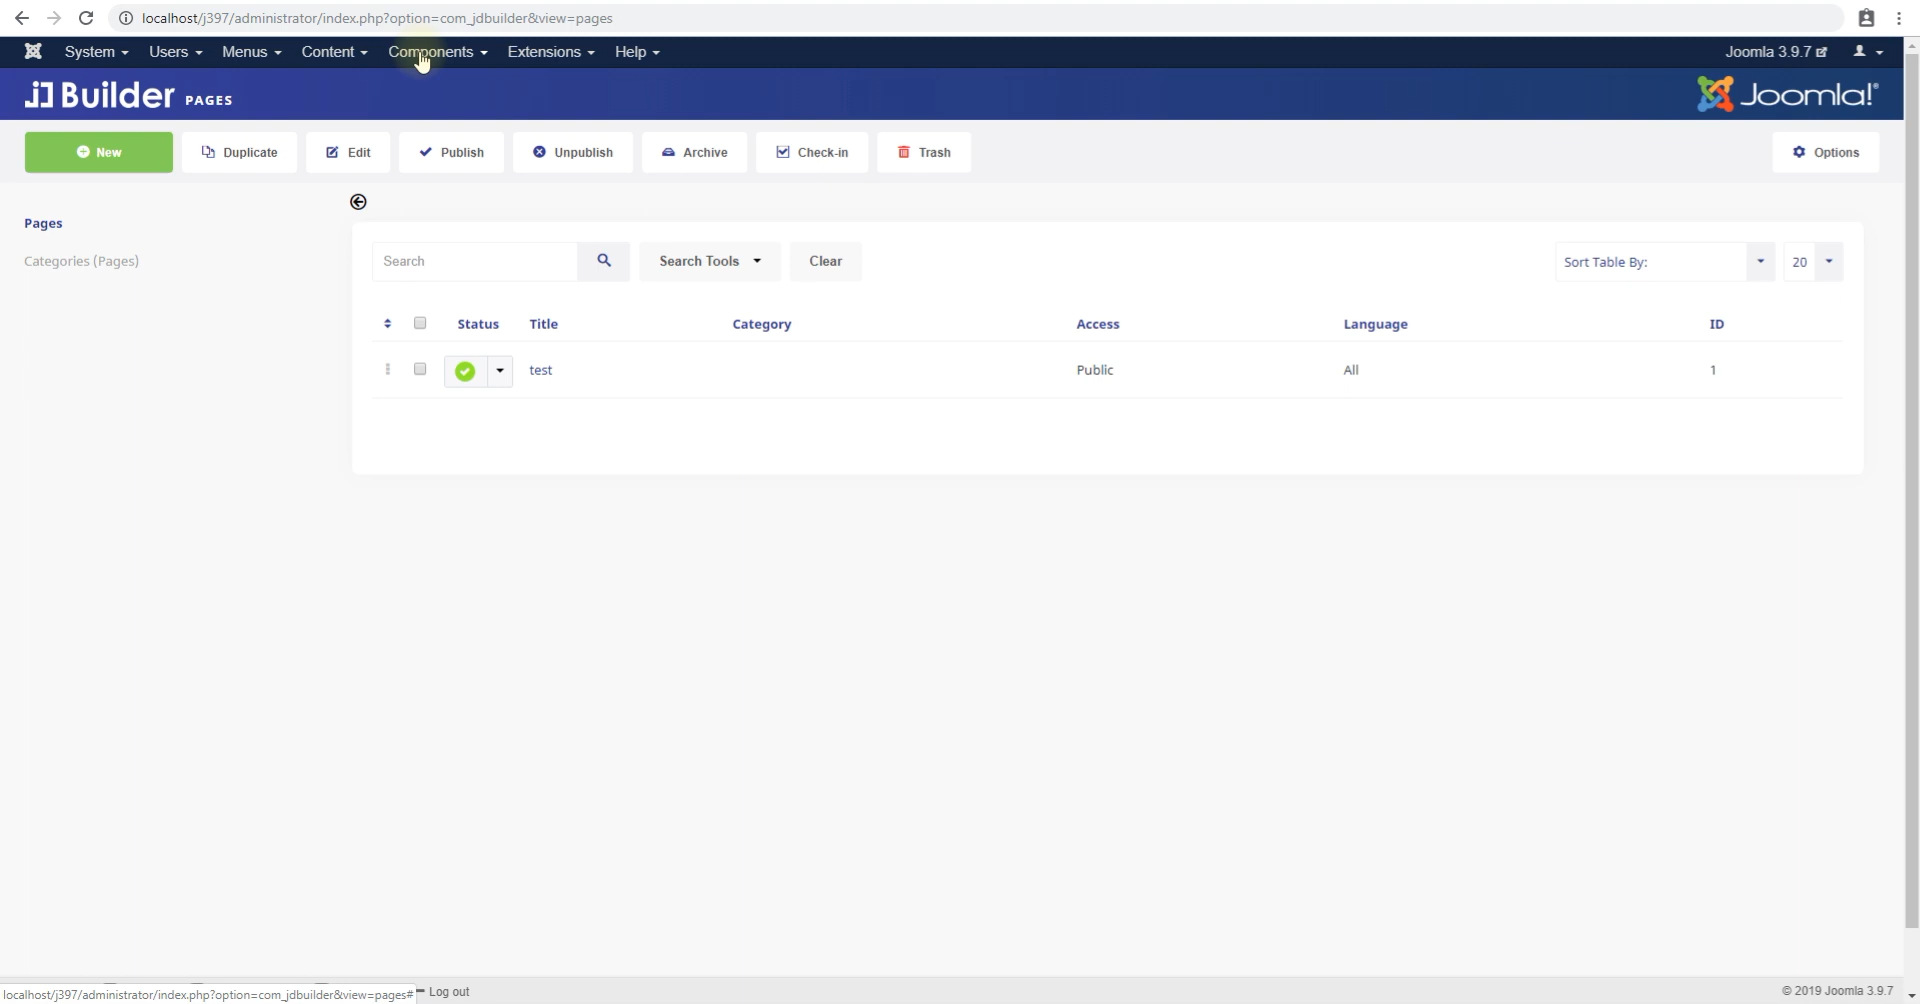 localhost/j397/administrator/index.php?option=com_jdbuilder&view=pages
System Users Menus Content Components Extensions Help Joomla 3.9.7
JD Builder PAGES Joomla!®
New Duplicate Edit Publish Unpublish Archive Check-in Trash Options
Pages
Categories (Pages)
Search Search Tools Clear Sort Table By: 20
Status Title Category Access Language ID
test Public All 1
localhost/j397/administrator/index.php?option=com_jdbuilder&view=pages# Log out © 2019 Joomla 3.9.7